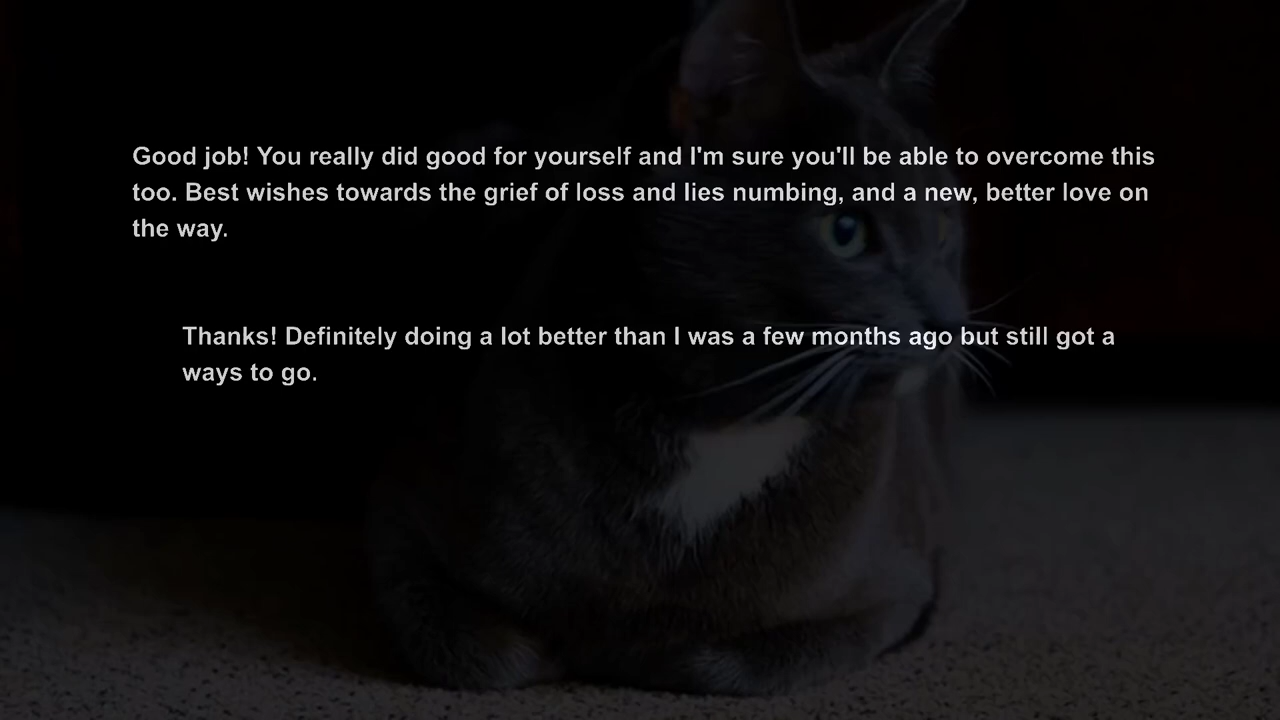 Good job! You really did good for yourself and I'm sure you'll be able to overcome this
too. Best wishes towards the grief of loss and lies numbing, and a new, better love on
the way.
Thanks! Definitely doing a lot better than I was a few months ago but still got a
ways to go.